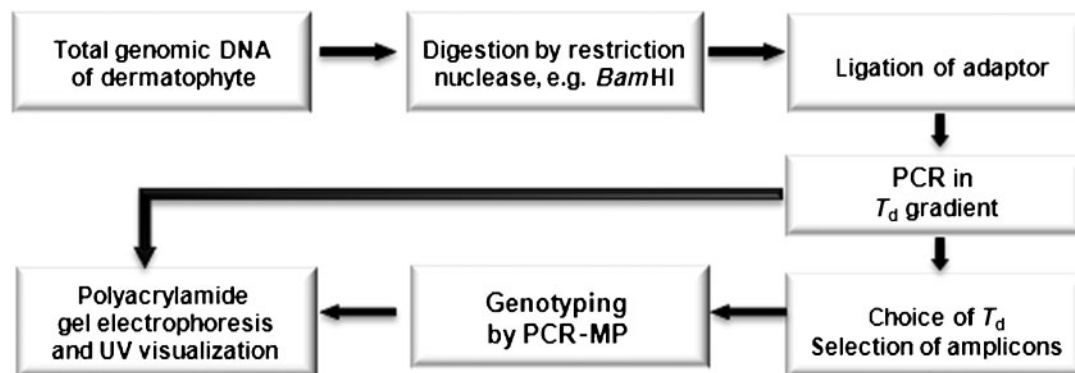 Total genomic DNA
of dermatophyte
Digestion by restriction
nuclease, e.g. BamHI
Ligation of adaptor
PCR in
Td gradient
Choice of Td
Selection of amplicons
Genotyping
by PCR-MP
Polyacrylamide
gel electrophoresis
and UV visualization